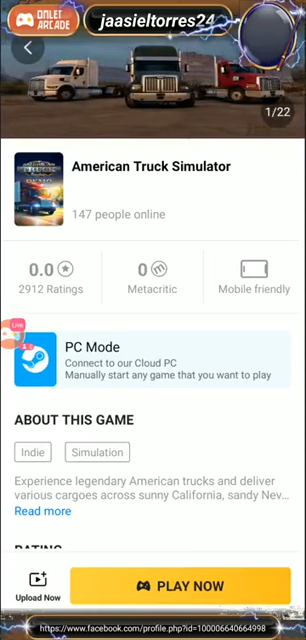 OMLET
ARCADE
jaasieltorres24
1/22
American Truck Simulator
147 people online
0.0
0
2912 Ratings
Metacritic
Mobile friendly
Live
PC Mode
Connect to our Cloud PC
Manually start any game that you want to play
ABOUT THIS GAME
Indie
Simulation
Experience legendary American trucks and deliver
various cargoes across sunny California, sandy Nev...
Read more
RATING
Upload Now
PLAY NOW
https://www.facebook.com/profile.php?id=100006640664998